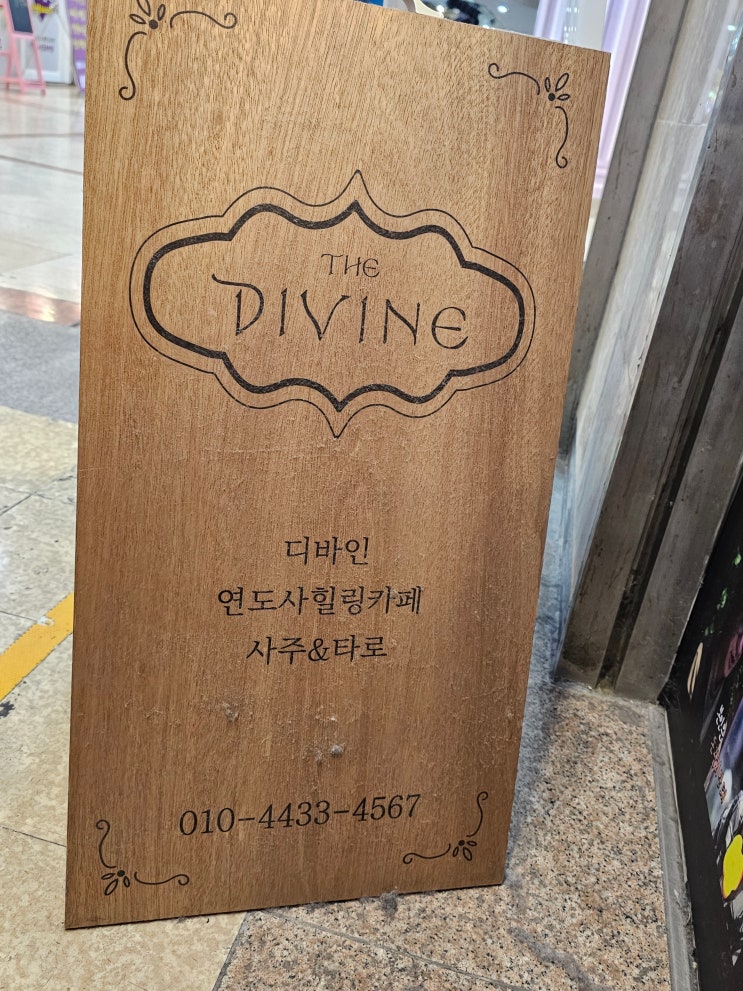 THE
DIVINE
디바인
연도사힐링카페
사주&타로
010-4433-4567